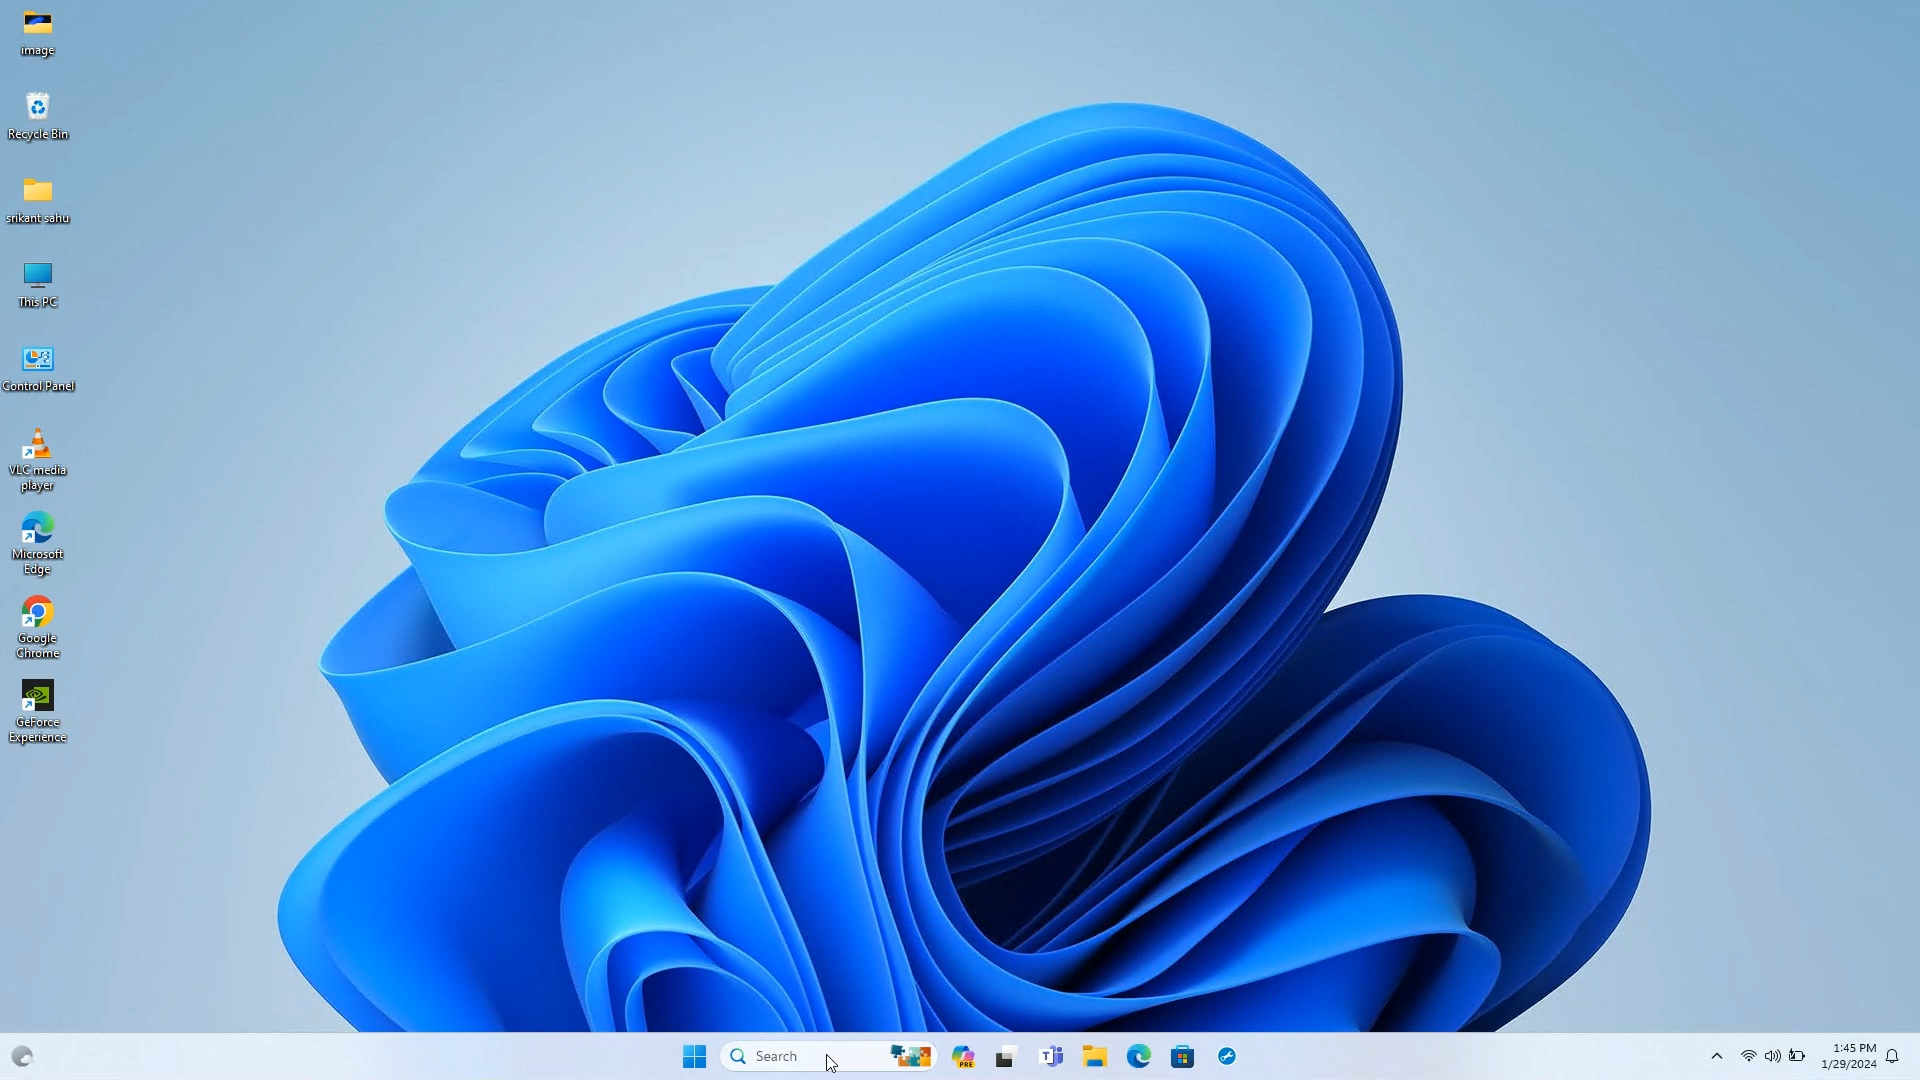 image
Recycle Bin
srikant sahu
This PC
Control Panel
VLC media
player
Microsoft
Edge
Google
Chrome
GeForce
Experience
Search
PRE
T
1:45 PM
1/29/2024